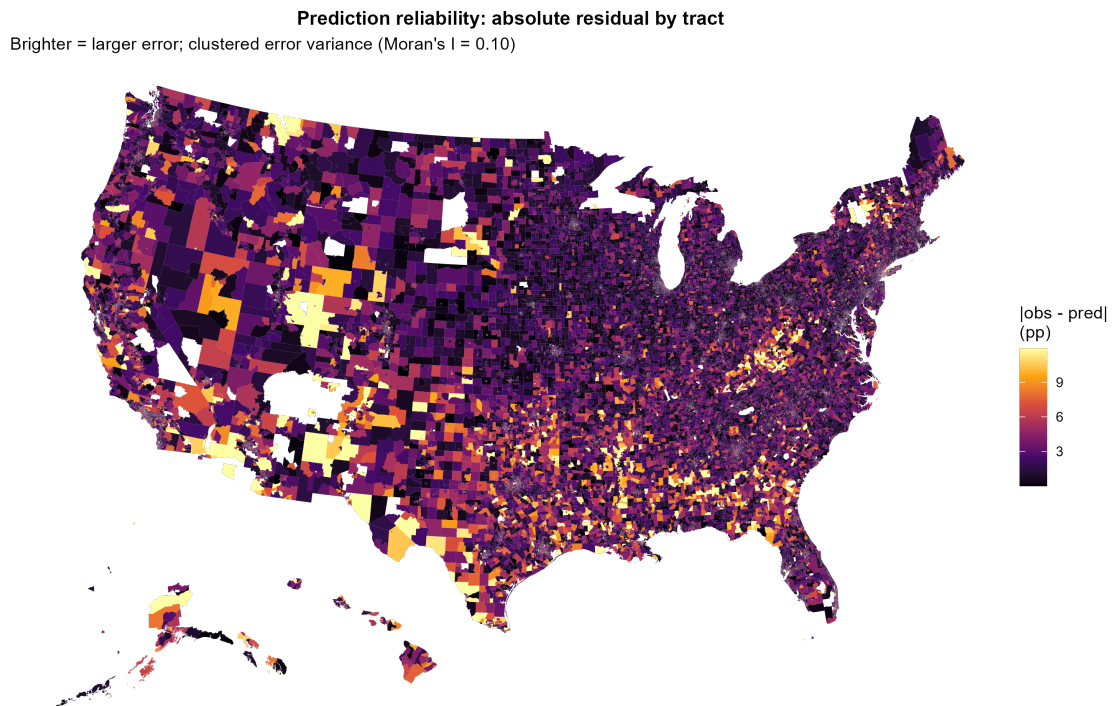 Prediction reliability: absolute residual by tract
Brighter = larger error; clustered error variance (Moran's I = 0.10)
|obs - pred|
(pp)
9
6
3